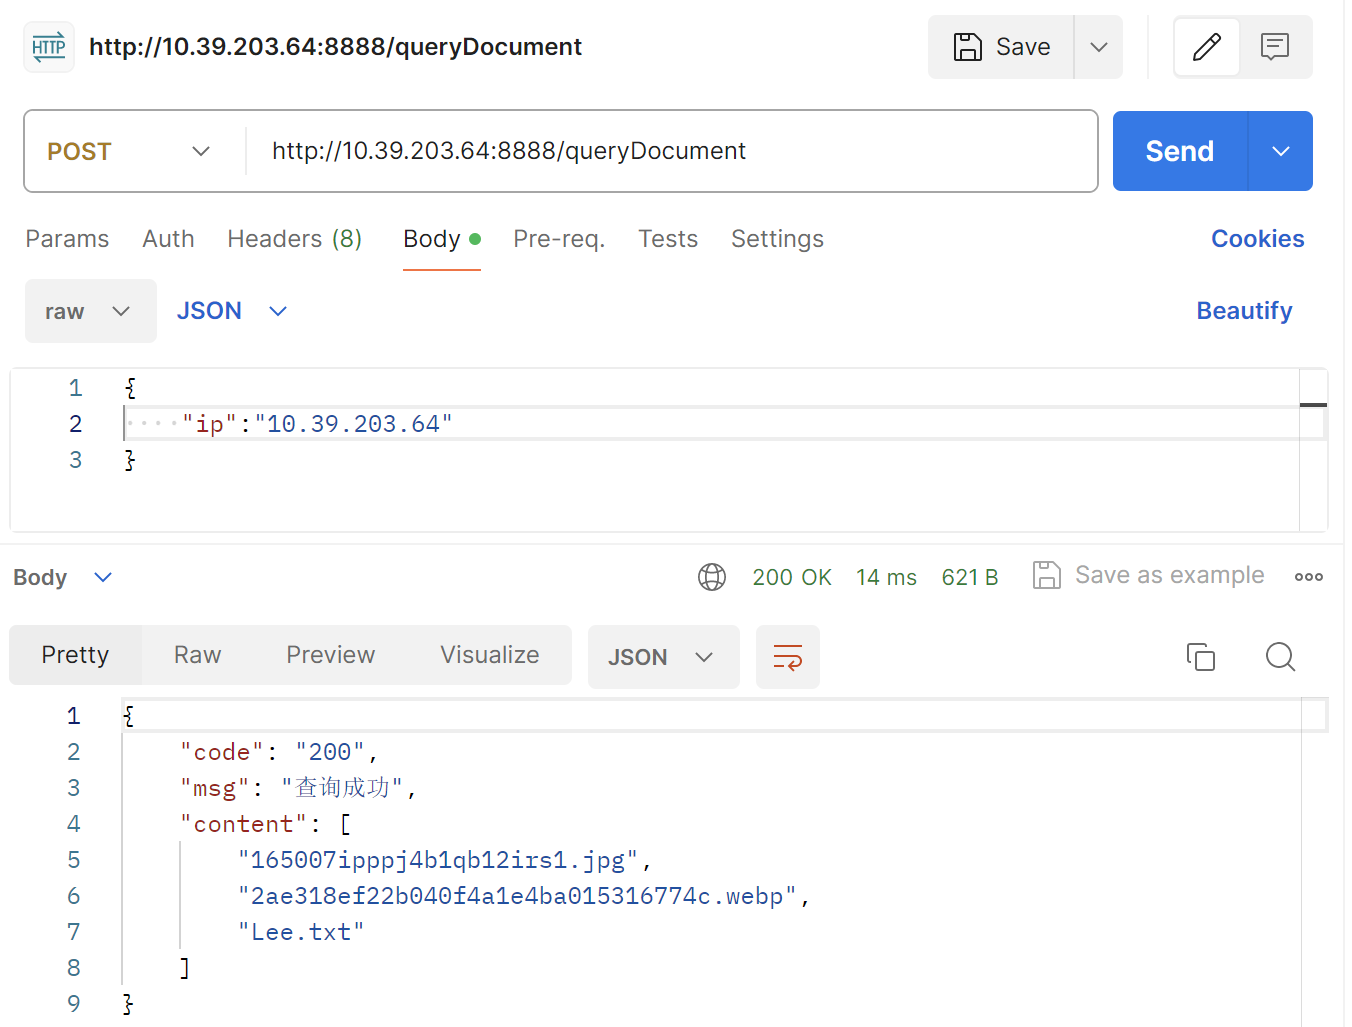 HTTP http://10.39.203.64:8888/queryDocument Save
POST http://10.39.203.64:8888/queryDocument Send
Params Auth Headers (8) Body Pre-req. Tests Settings Cookies
raw JSON Beautify
1 {
2 "ip":"10.39.203.64"
3 }
Body 200 OK 14 ms 621 B Save as example
Pretty Raw Preview Visualize JSON
1 {
2 "code": "200",
3 "msg": "查询成功",
4 "content": [
5 "165007ipppj4b1qb12irs1.jpg",
6 "2ae318ef22b040f4a1e4ba015316774c.webp",
7 "Lee.txt"
8 ]
9 }